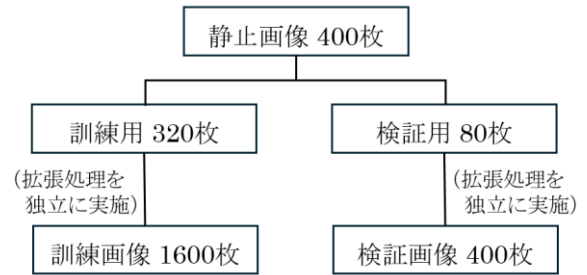 静止画像 400枚
訓練用 320枚
検証用 80枚
(拡張処理を
独立に実施)
(拡張処理を
独立に実施)
訓練画像 1600枚
検証画像 400枚